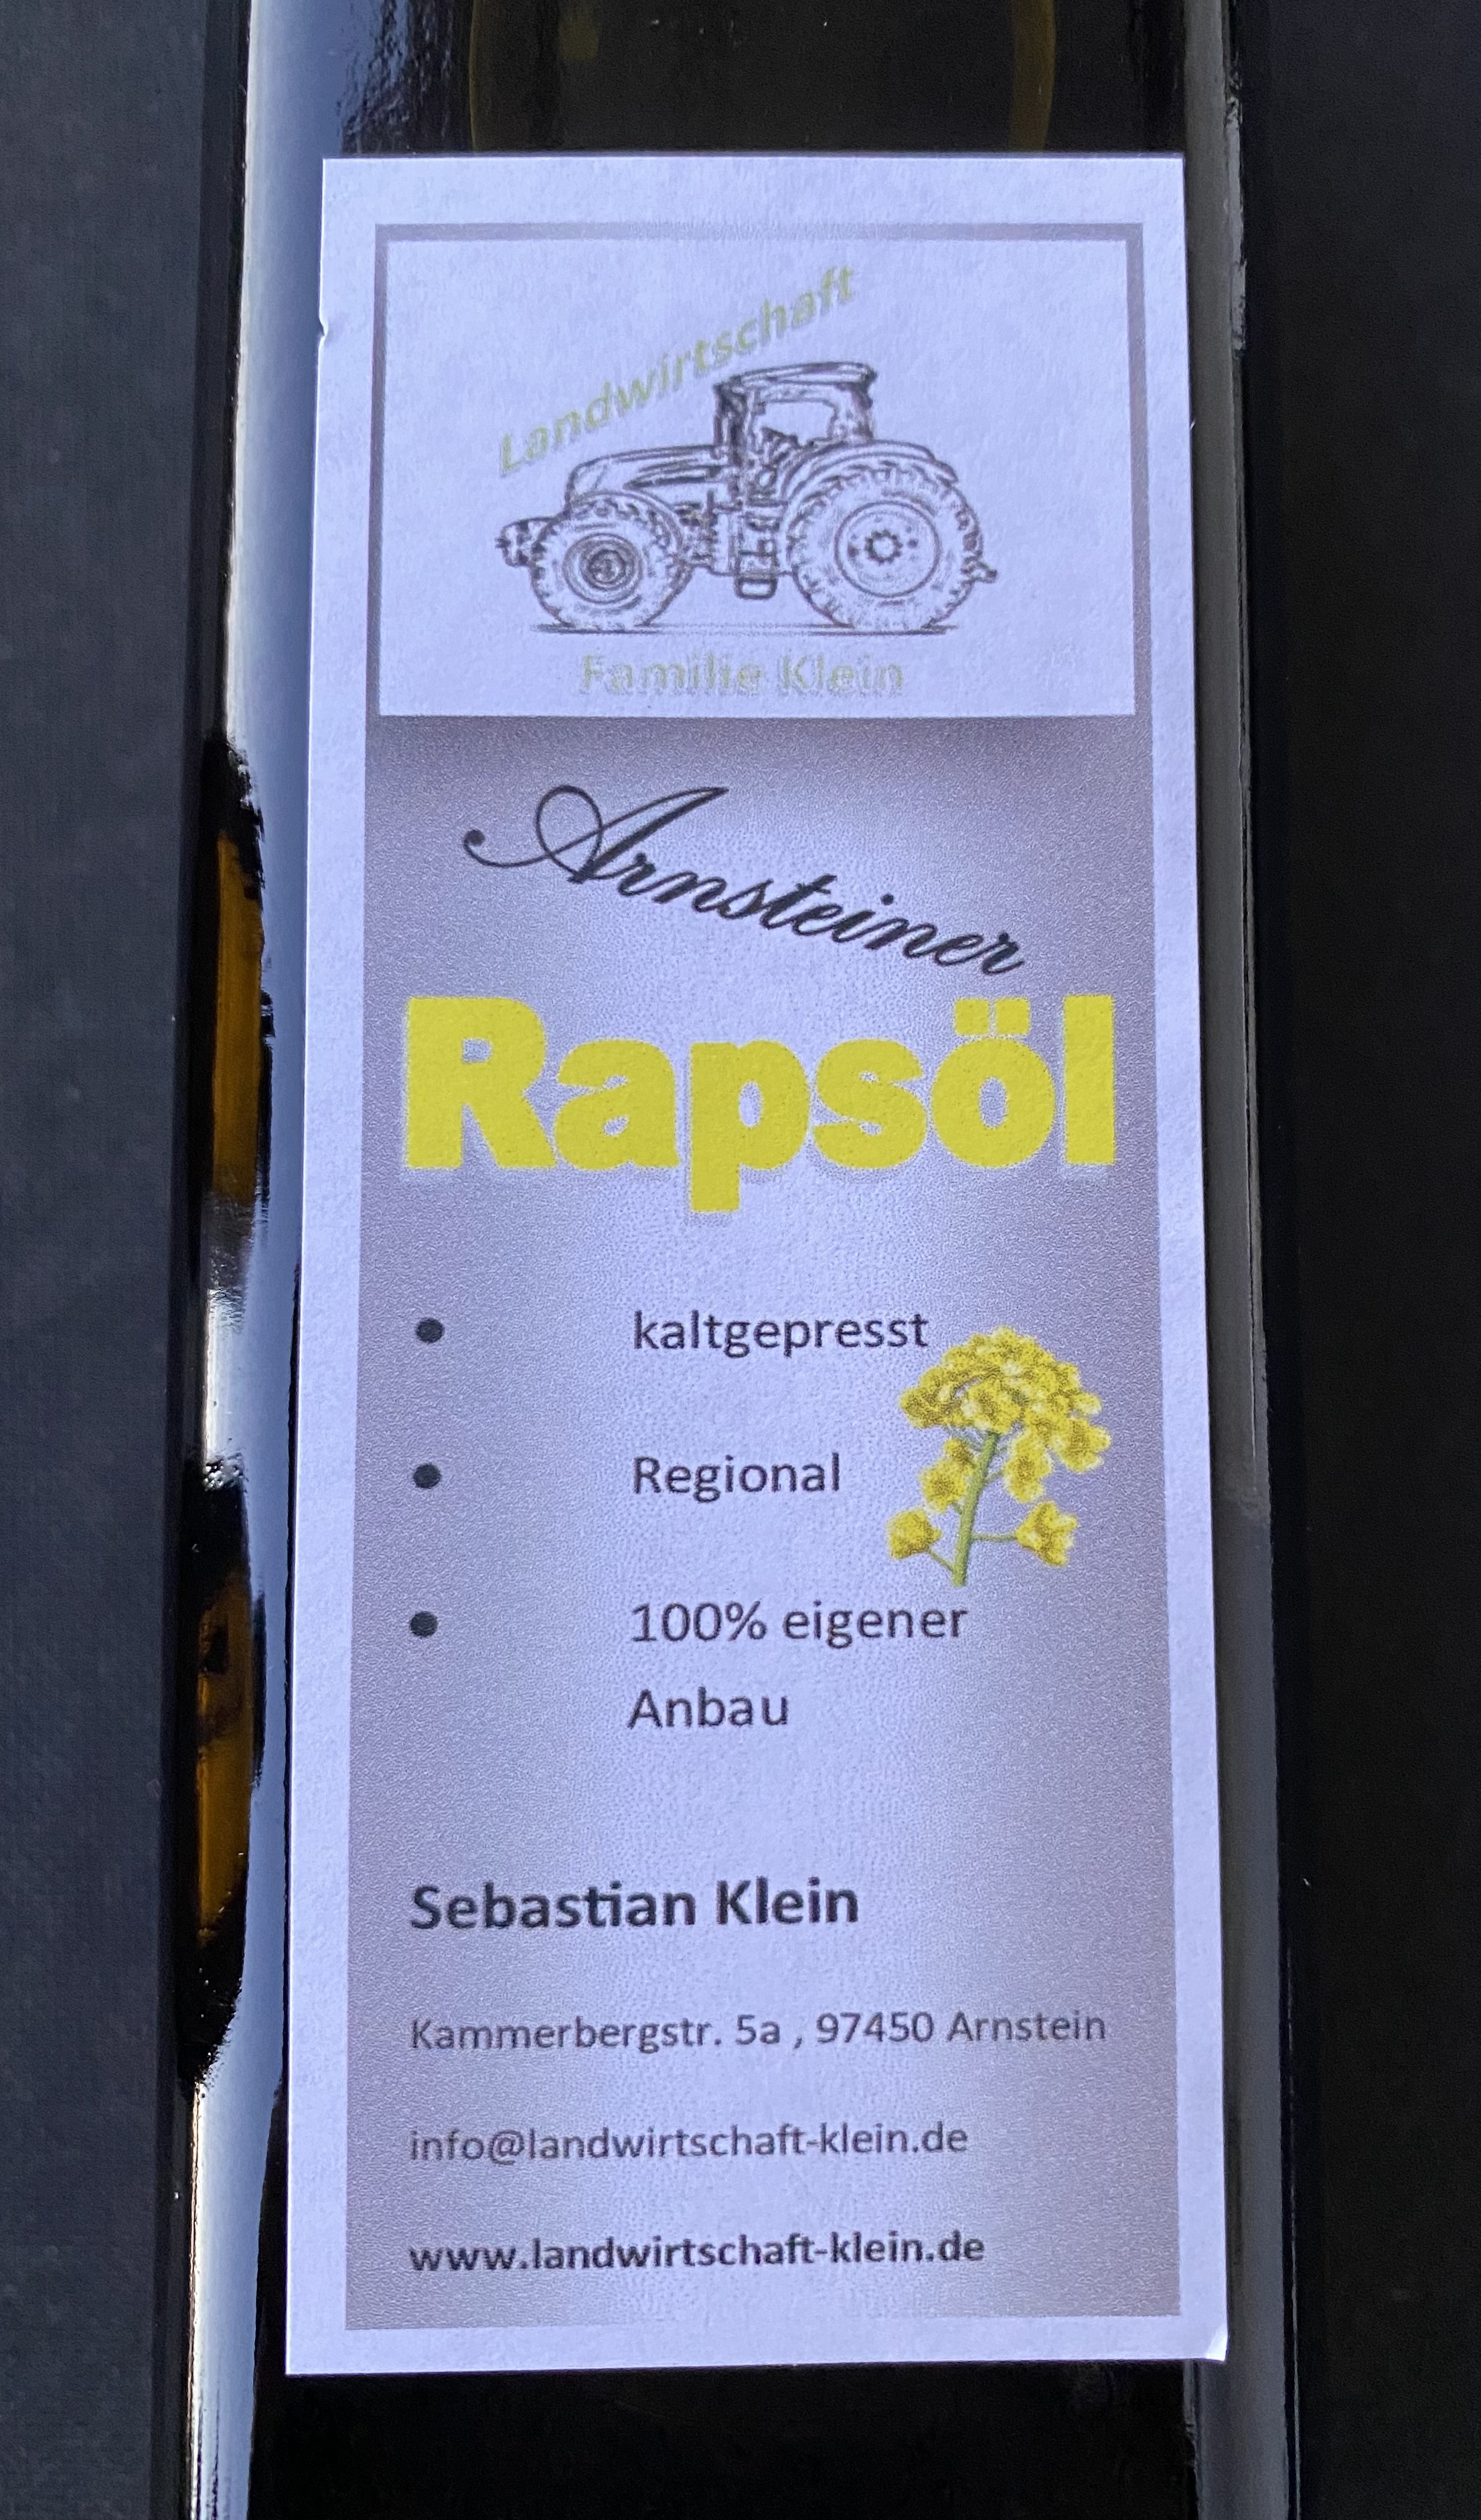 Landwirtschaft
Familie Klein
Arnsteiner
Rapsöl
• kaltgepresst
• Regional
• 100% eigener
Anbau
Sebastian Klein
Kammerbergstr. 5a , 97450 Arnstein
info@landwirtschaft-klein.de
www.landwirtschaft-klein.de